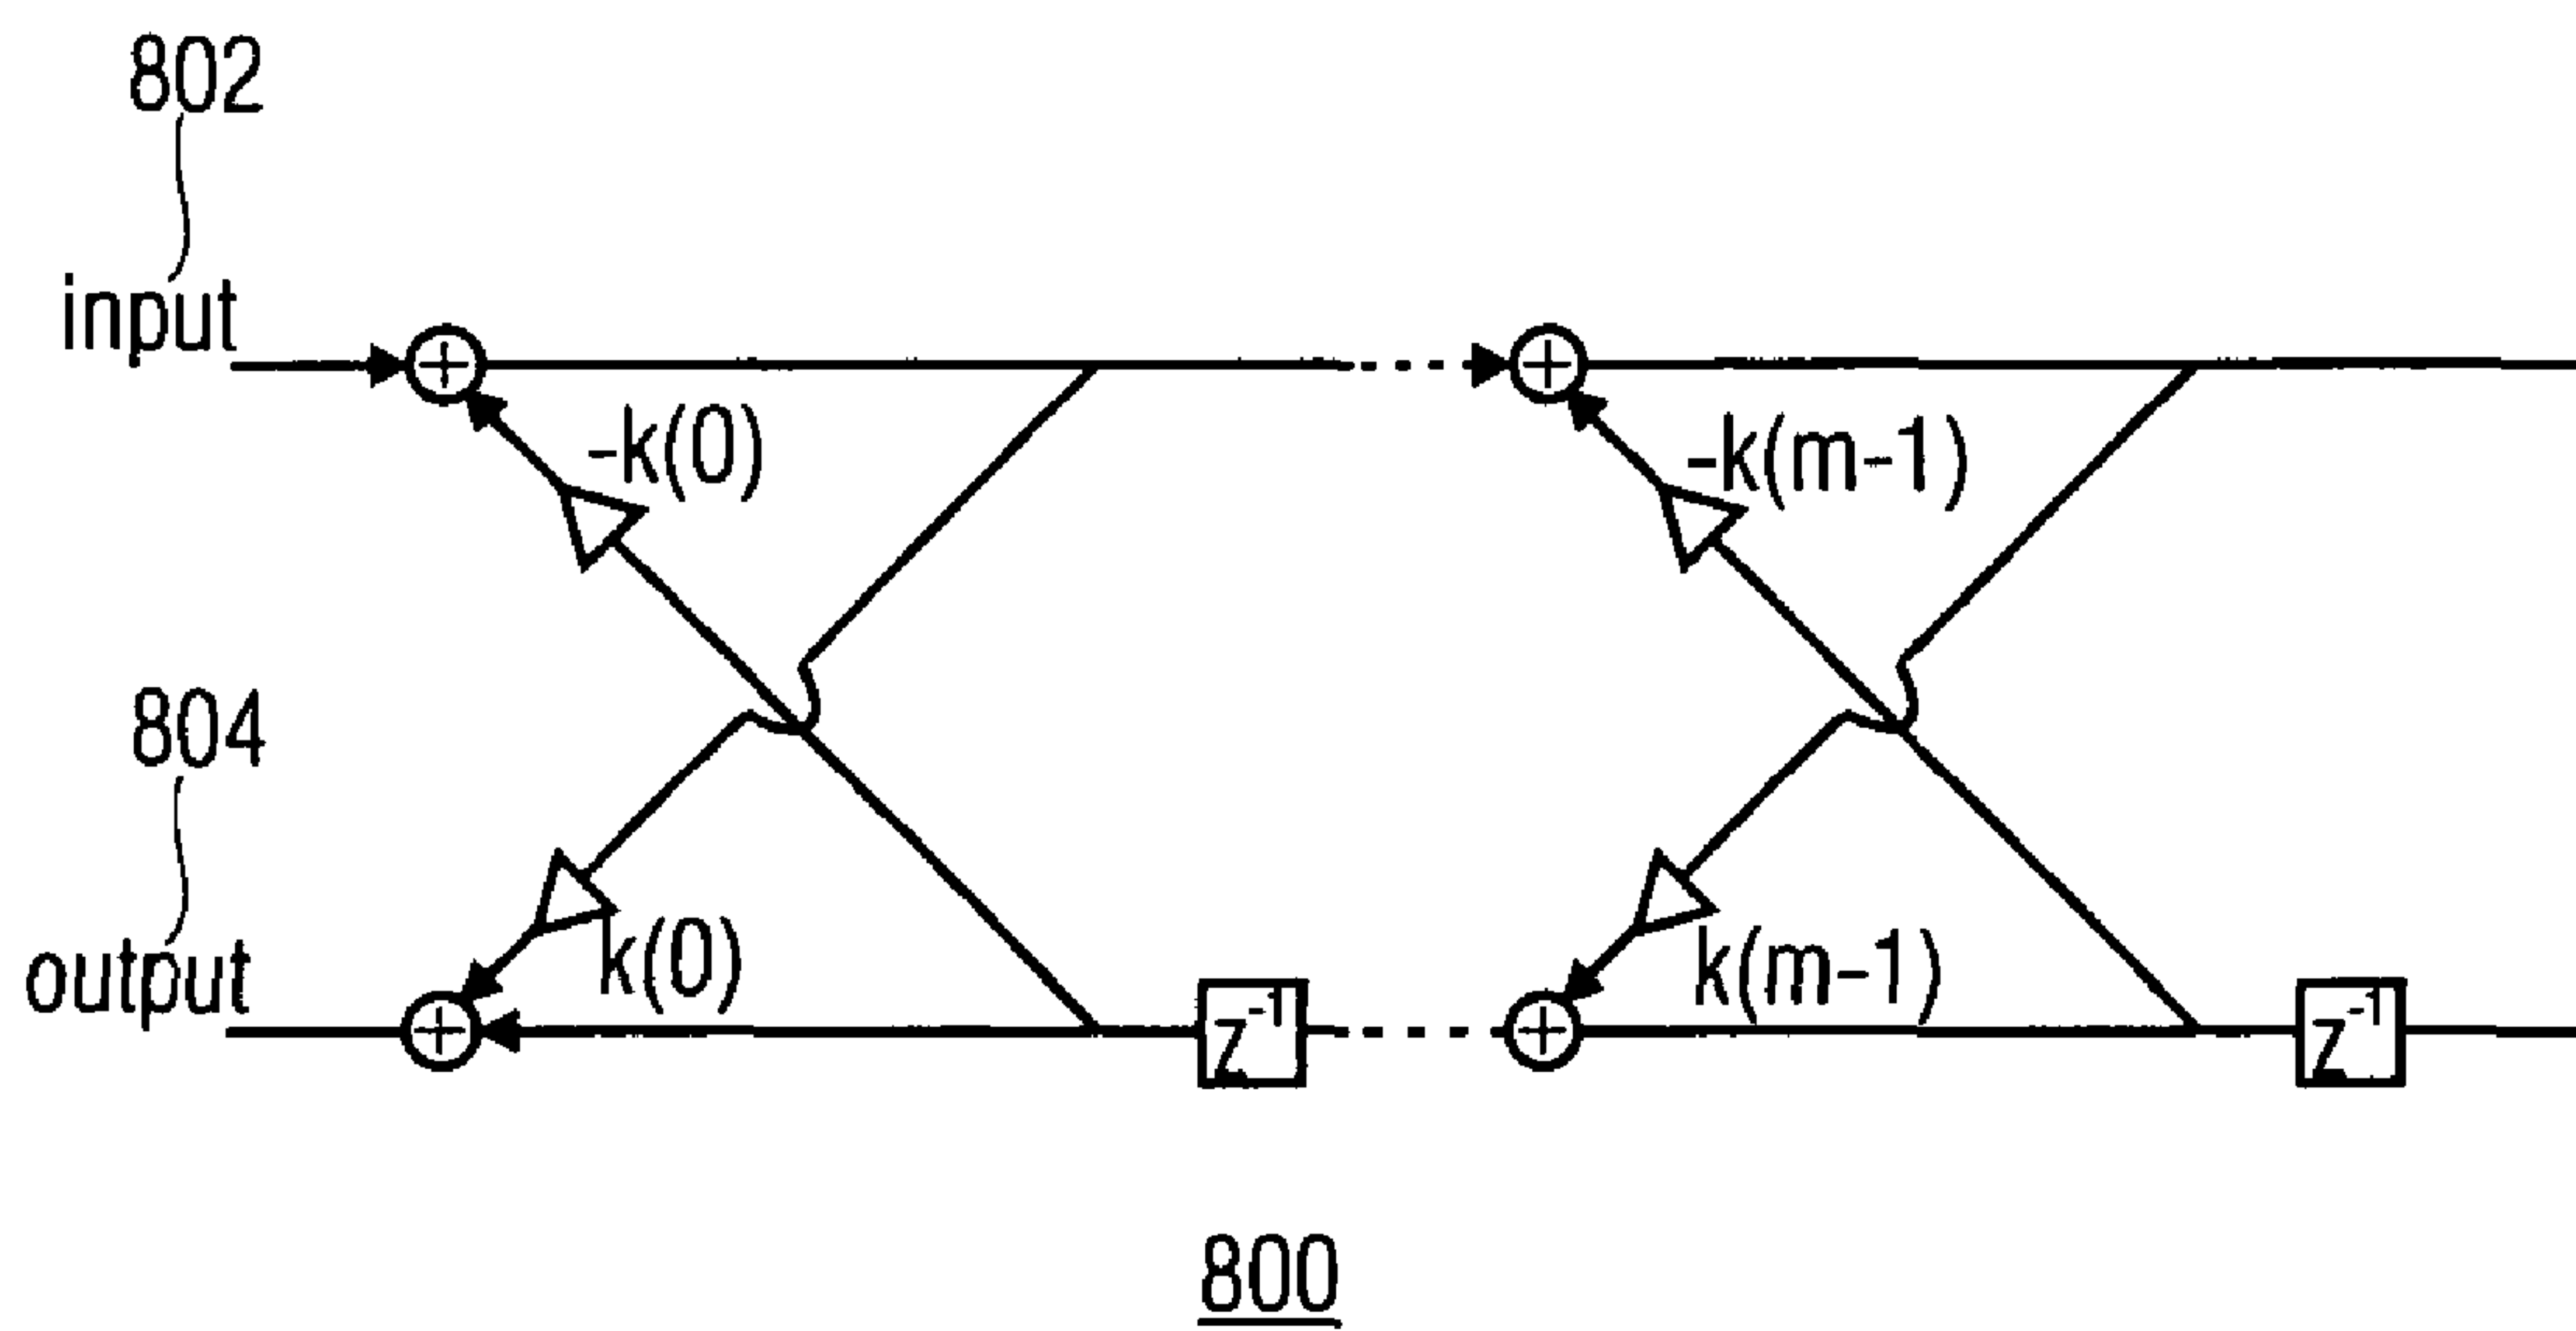 802
input
-k(0)
-k(m-1)
804
output
k(0)
k(m-1)
z-1
z-1
800